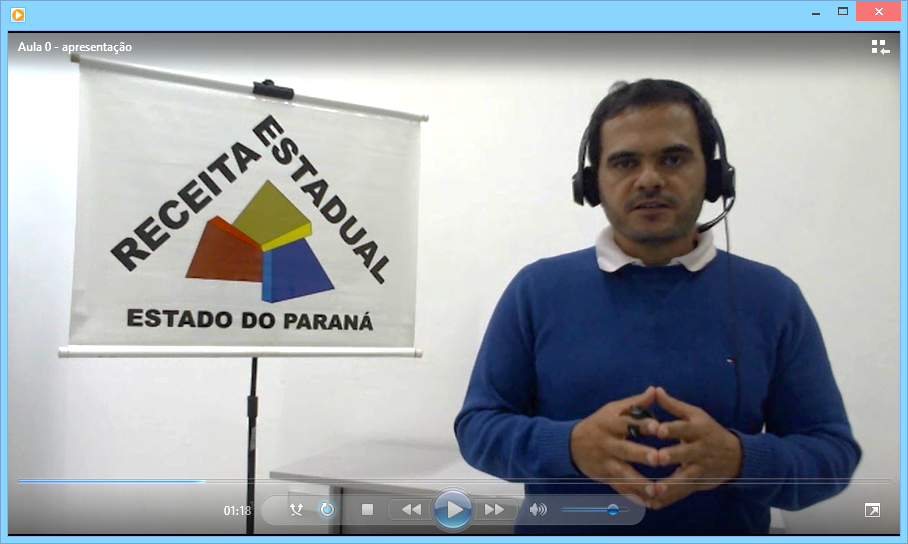 Aula 0 - apresentação
RECEITA ESTADUAL
ESTADO DO PARANÁ
01:18